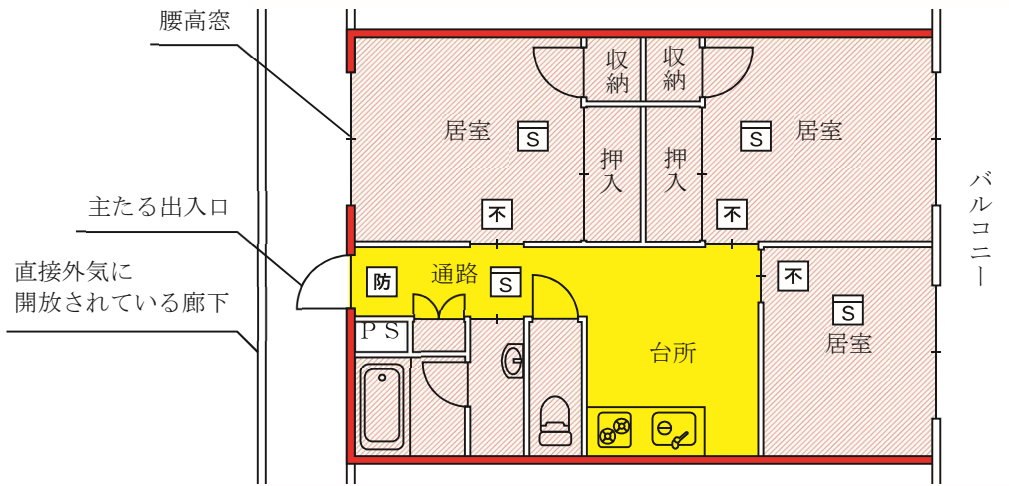 腰高窓
収納
収納
居室
S
S
居室
押入
押入
バルコニー
主たる出入口
不
不
直接外気に
開放されている廊下
防
通路
S
不
S
PS
台所
居室